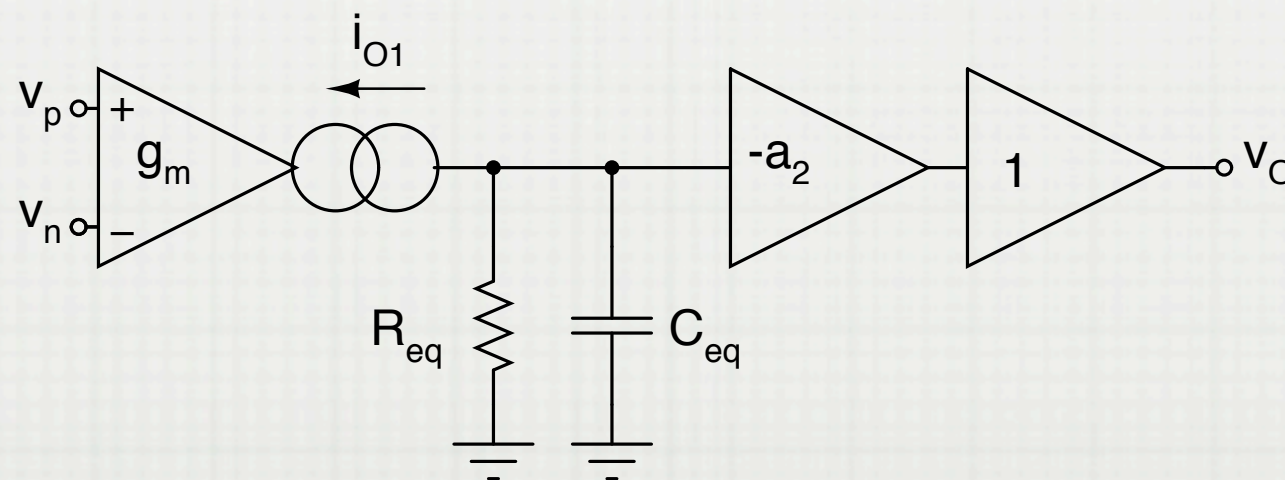 i_O1
v_p
+
g_m
-a_2
1
v_O
v_n
–
R_eq
C_eq